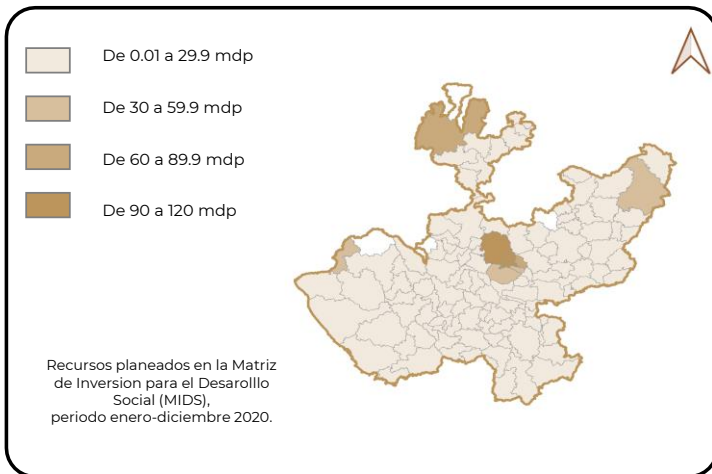 De 0.01 a 29.9 mdp
De 30 a 59.9 mdp
De 60 a 89.9 mdp
De 90 a 120 mdp
Recursos planeados en la Matriz
de Inversion para el Desarolllo
Social (MIDS),
periodo enero-diciembre 2020.